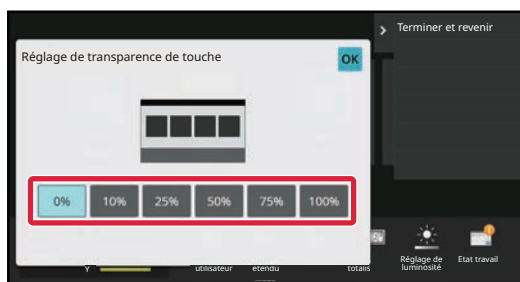 Terminer et revenir
Réglage de transparence de touche
OK
0%
10%
25%
50%
75%
100%
Réglage de
luminosité
Etat travail
Y
utilisateur
étendu
totalis